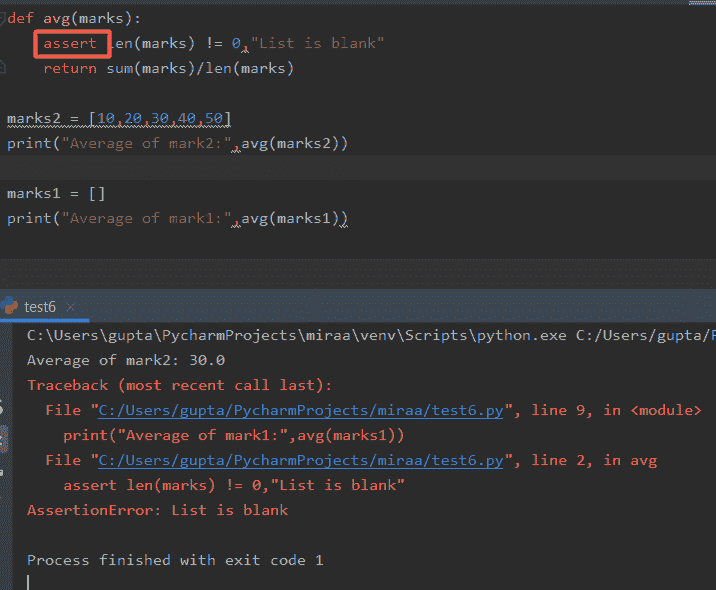 def avg(marks):
assert len(marks) != 0,"List is blank"
return sum(marks)/len(marks)
marks2 = [10,20,30,40,50]
print("Average of mark2:",avg(marks2))
marks1 = []
print("Average of mark1:",avg(marks1))
test6
C:\Users\gupta\PycharmProjects\miraa\venv\Scripts\python.exe C:/Users/gupta/
Average of mark2: 30.0
Traceback (most recent call last):
File "C:/Users/gupta/PycharmProjects/miraa/test6.py", line 9, in <module>
print("Average of mark1:",avg(marks1))
File "C:/Users/gupta/PycharmProjects/miraa/test6.py", line 2, in avg
assert len(marks) != 0,"List is blank"
AssertionError: List is blank
Process finished with exit code 1